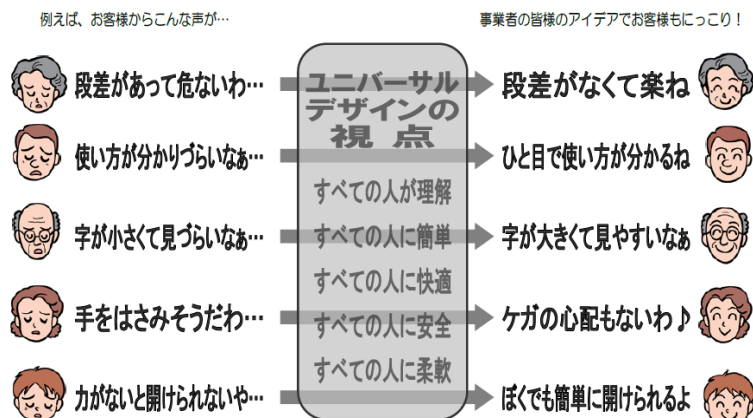 例えば、お客様からこんな声が…
事業者の皆様のアイデアでお客様もにっこり！
段差があって危ないわ…
使い方が分かりづらいなぁ…
字が小さくて見づらいなぁ…
手をはさみそうだわ…
力がないと開けられないや…
ユニバーサル
デザインの
視点
すべての人が理解
すべての人に簡単
すべての人に快適
すべての人に安全
すべての人に柔軟
段差がなくて楽ね
ひと目で使い方が分かるね
字が大きくて見やすいなぁ
ケガの心配もないわ♪
ぼくでも簡単に開けられるよ